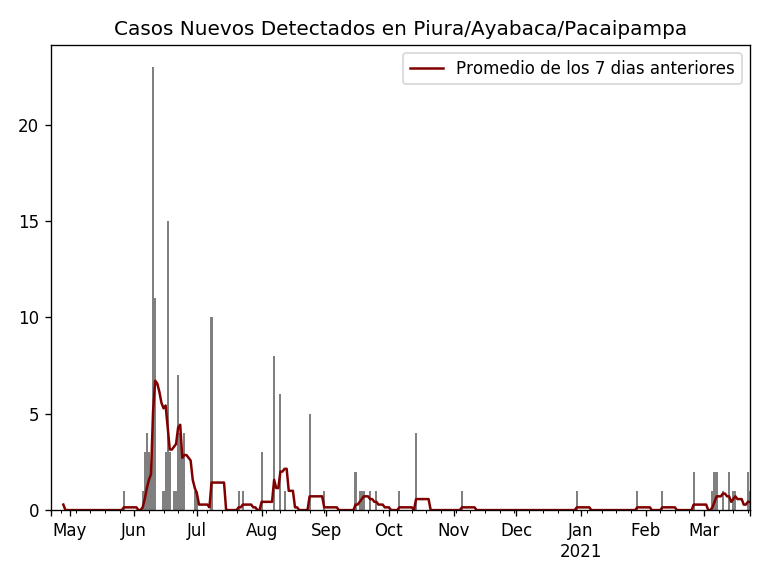 Casos Nuevos Detectados en Piura/Ayabaca/Pacaipampa
Promedio de los 7 dias anteriores
20
15
10
5
0
May Jun Jul Aug Sep Oct Nov Dec Jan Feb Mar
2021